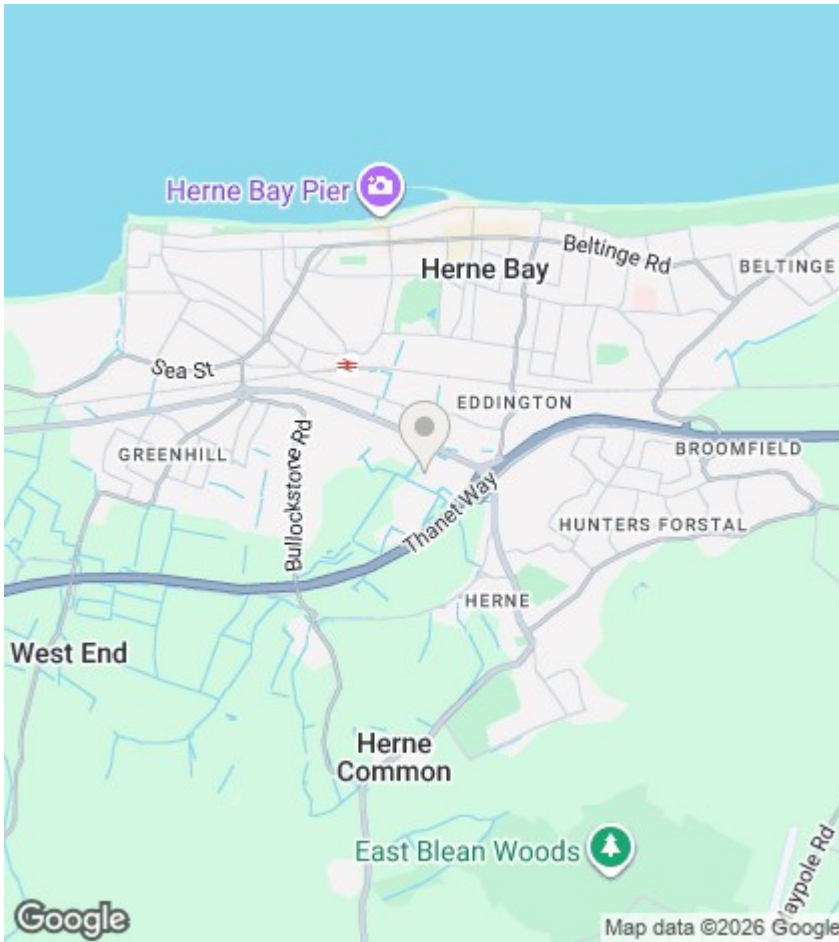 Herne Bay Pier
Beltinge Rd
Herne Bay
BELTINGE
Sea St
EDDINGTON
GREENHILL
Bullockstone Rd
BROOMFIELD
Thanet Way
HUNTERS FORSTAL
HERNE
West End
Herne
Common
East Blean Woods
Maypole Rd
Google
Map data ©2026 Google